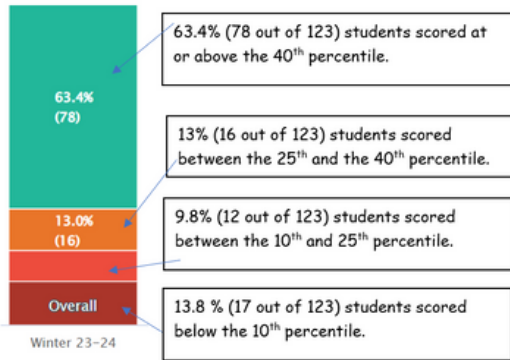 63.4%
(78)
13.0%
(16)
Overall
Winter 23-24
63.4% (78 out of 123) students scored at
or above the 40th percentile.
13% (16 out of 123) students scored
between the 25th and the 40th percentile.
9.8% (12 out of 123) students scored
between the 10th and 25th percentile.
13.8 % (17 out of 123) students scored
below the 10th percentile.